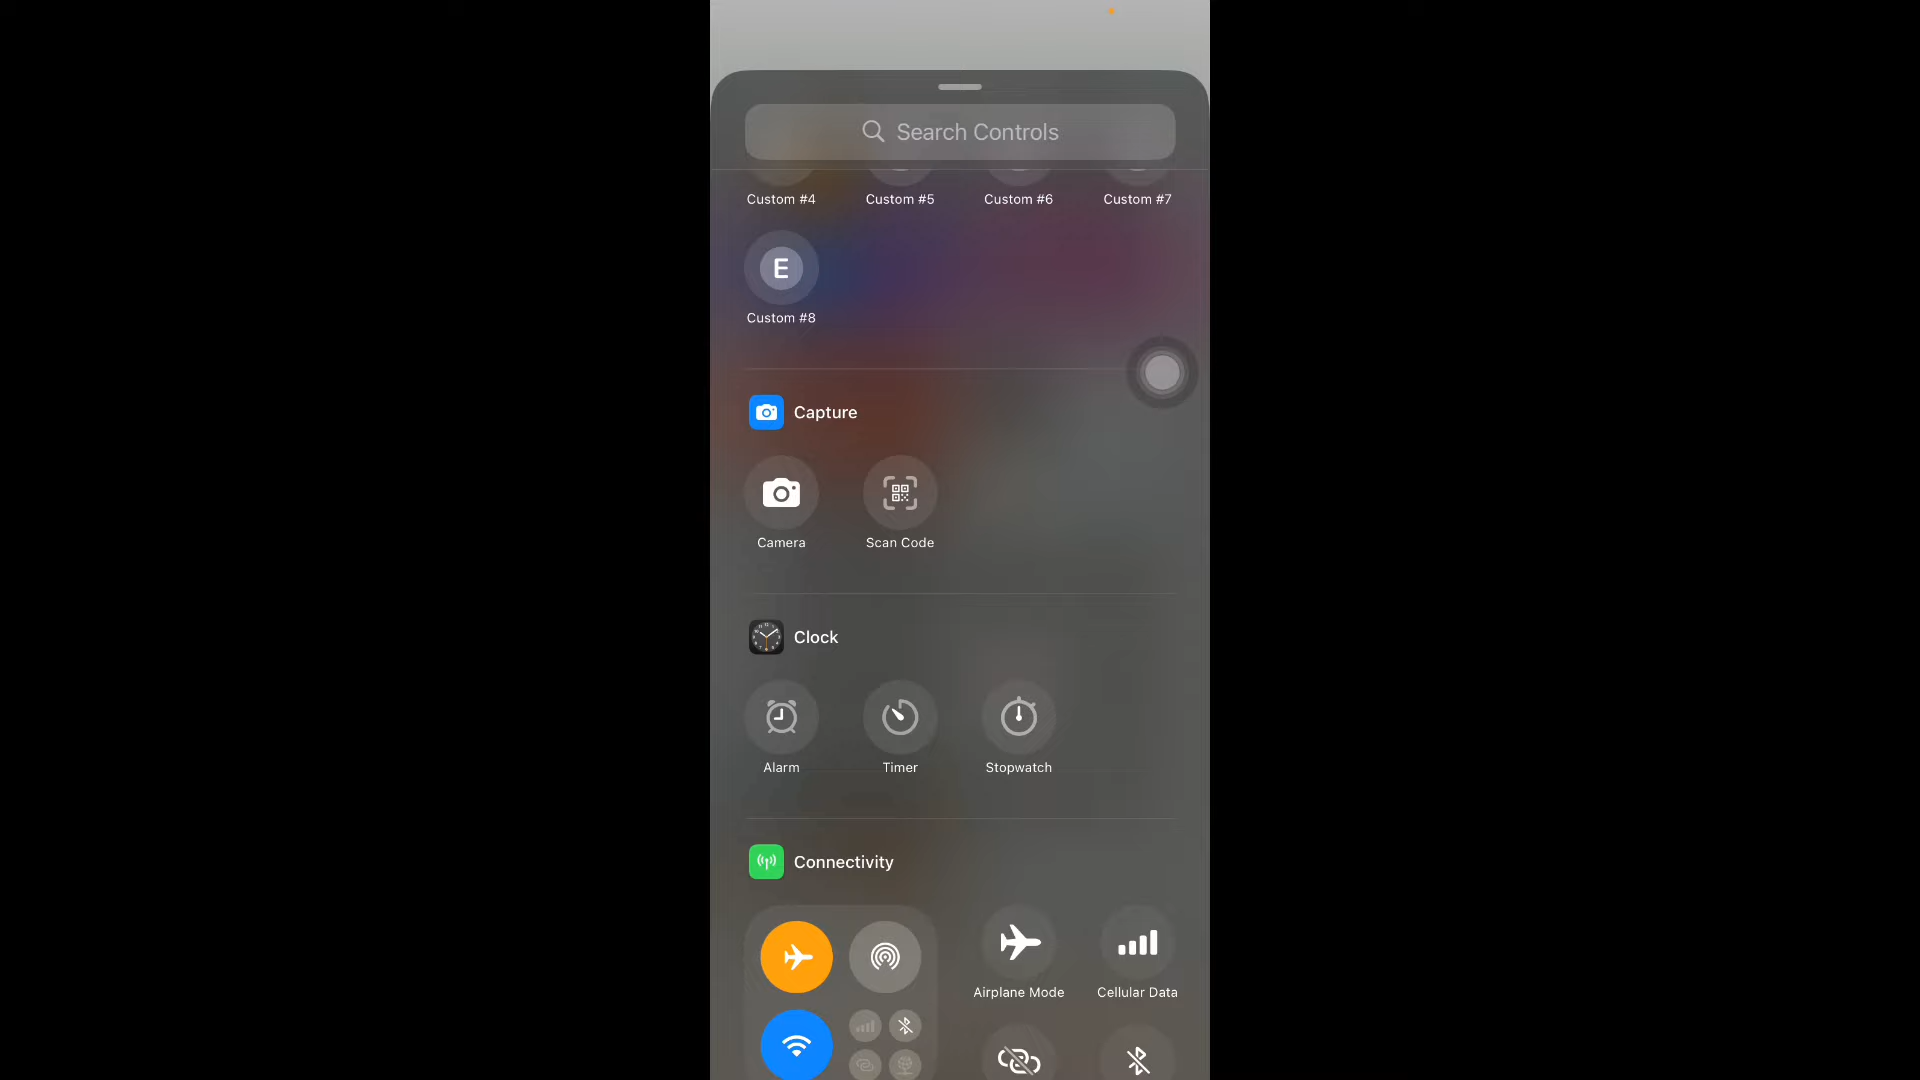 Search Controls
Custom #4 Custom #5 Custom #6 Custom #7
E
Custom #8
Capture
Camera Scan Code
Clock
Alarm Timer Stopwatch
Connectivity
Airplane Mode Cellular Data